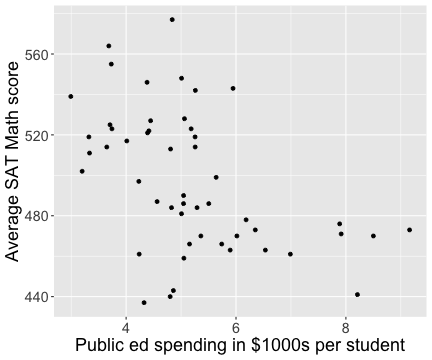 Average SAT Math score
560
520
480
440
4 6 8
Public ed spending in $1000s per student